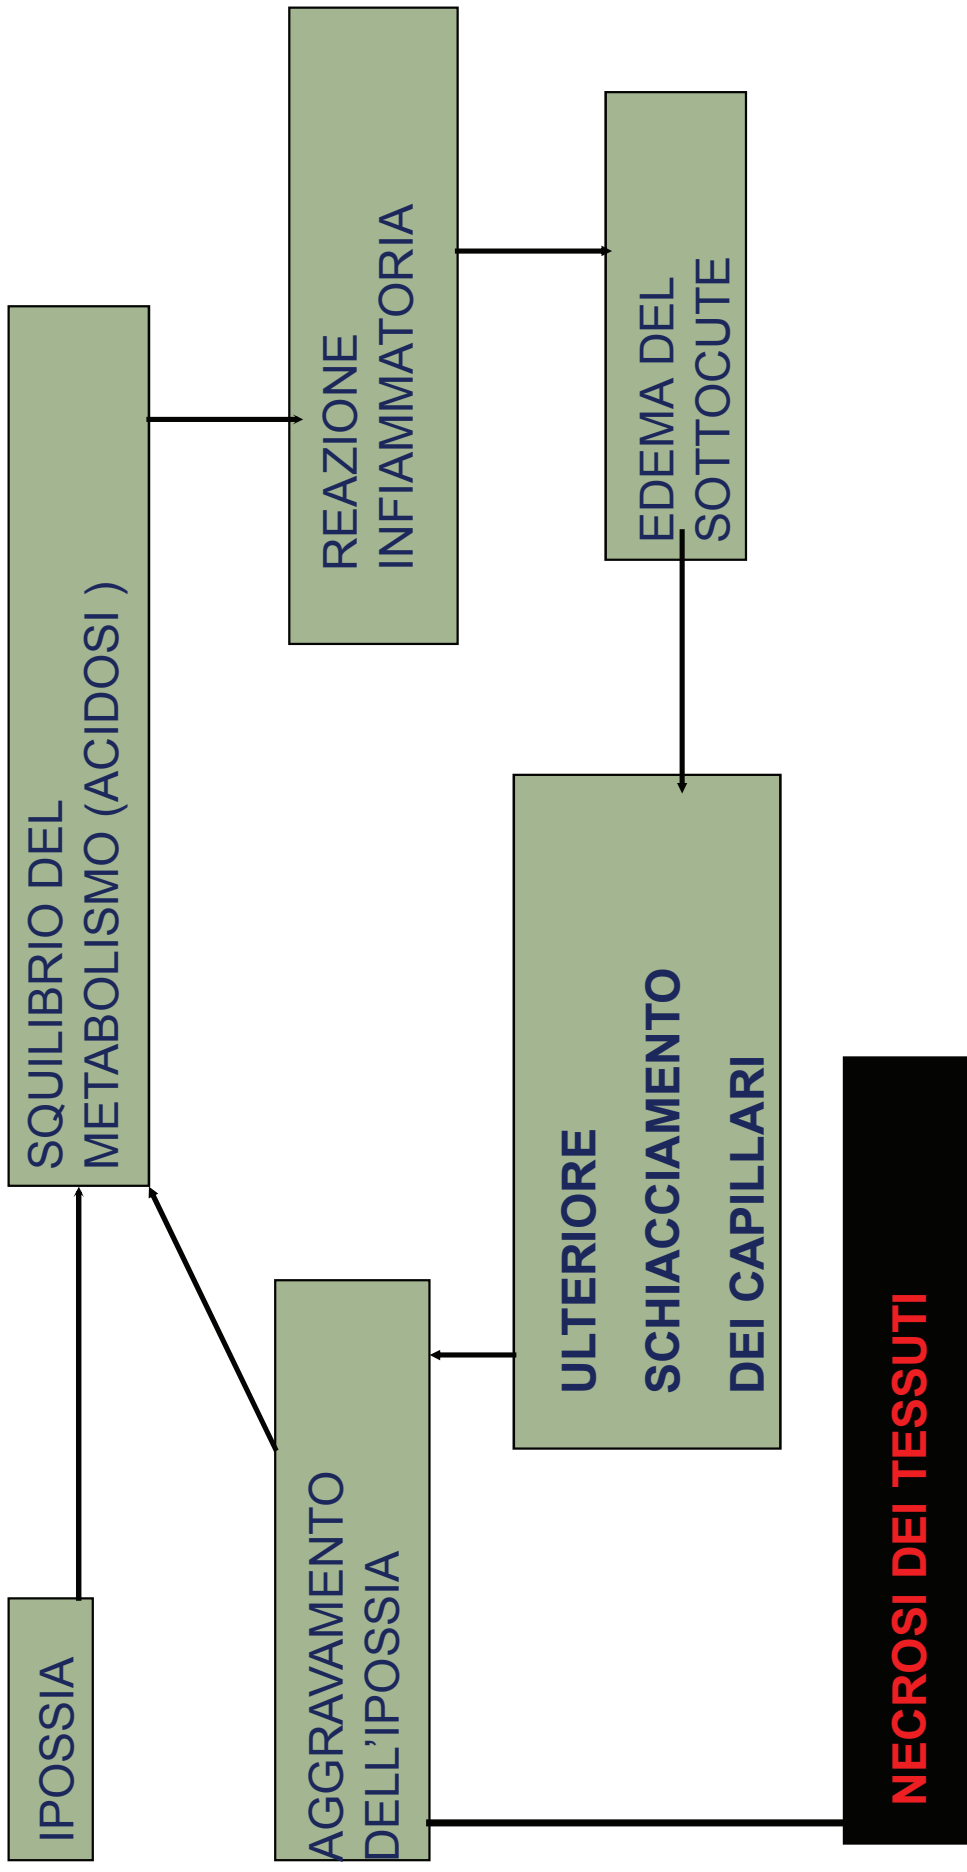 IPOSSIA
SQUILIBRIO DEL
METABOLISMO (ACIDOSI )
REAZIONE
INFIAMMATORIA
EDEMA DEL
SOTTOCUTE
ULTERIORE
SCHIACCIAMENTO
DEI CAPILLARI
AGGRAVAMENTO
DELL’IPOSSIA
NECROSI DEI TESSUTI